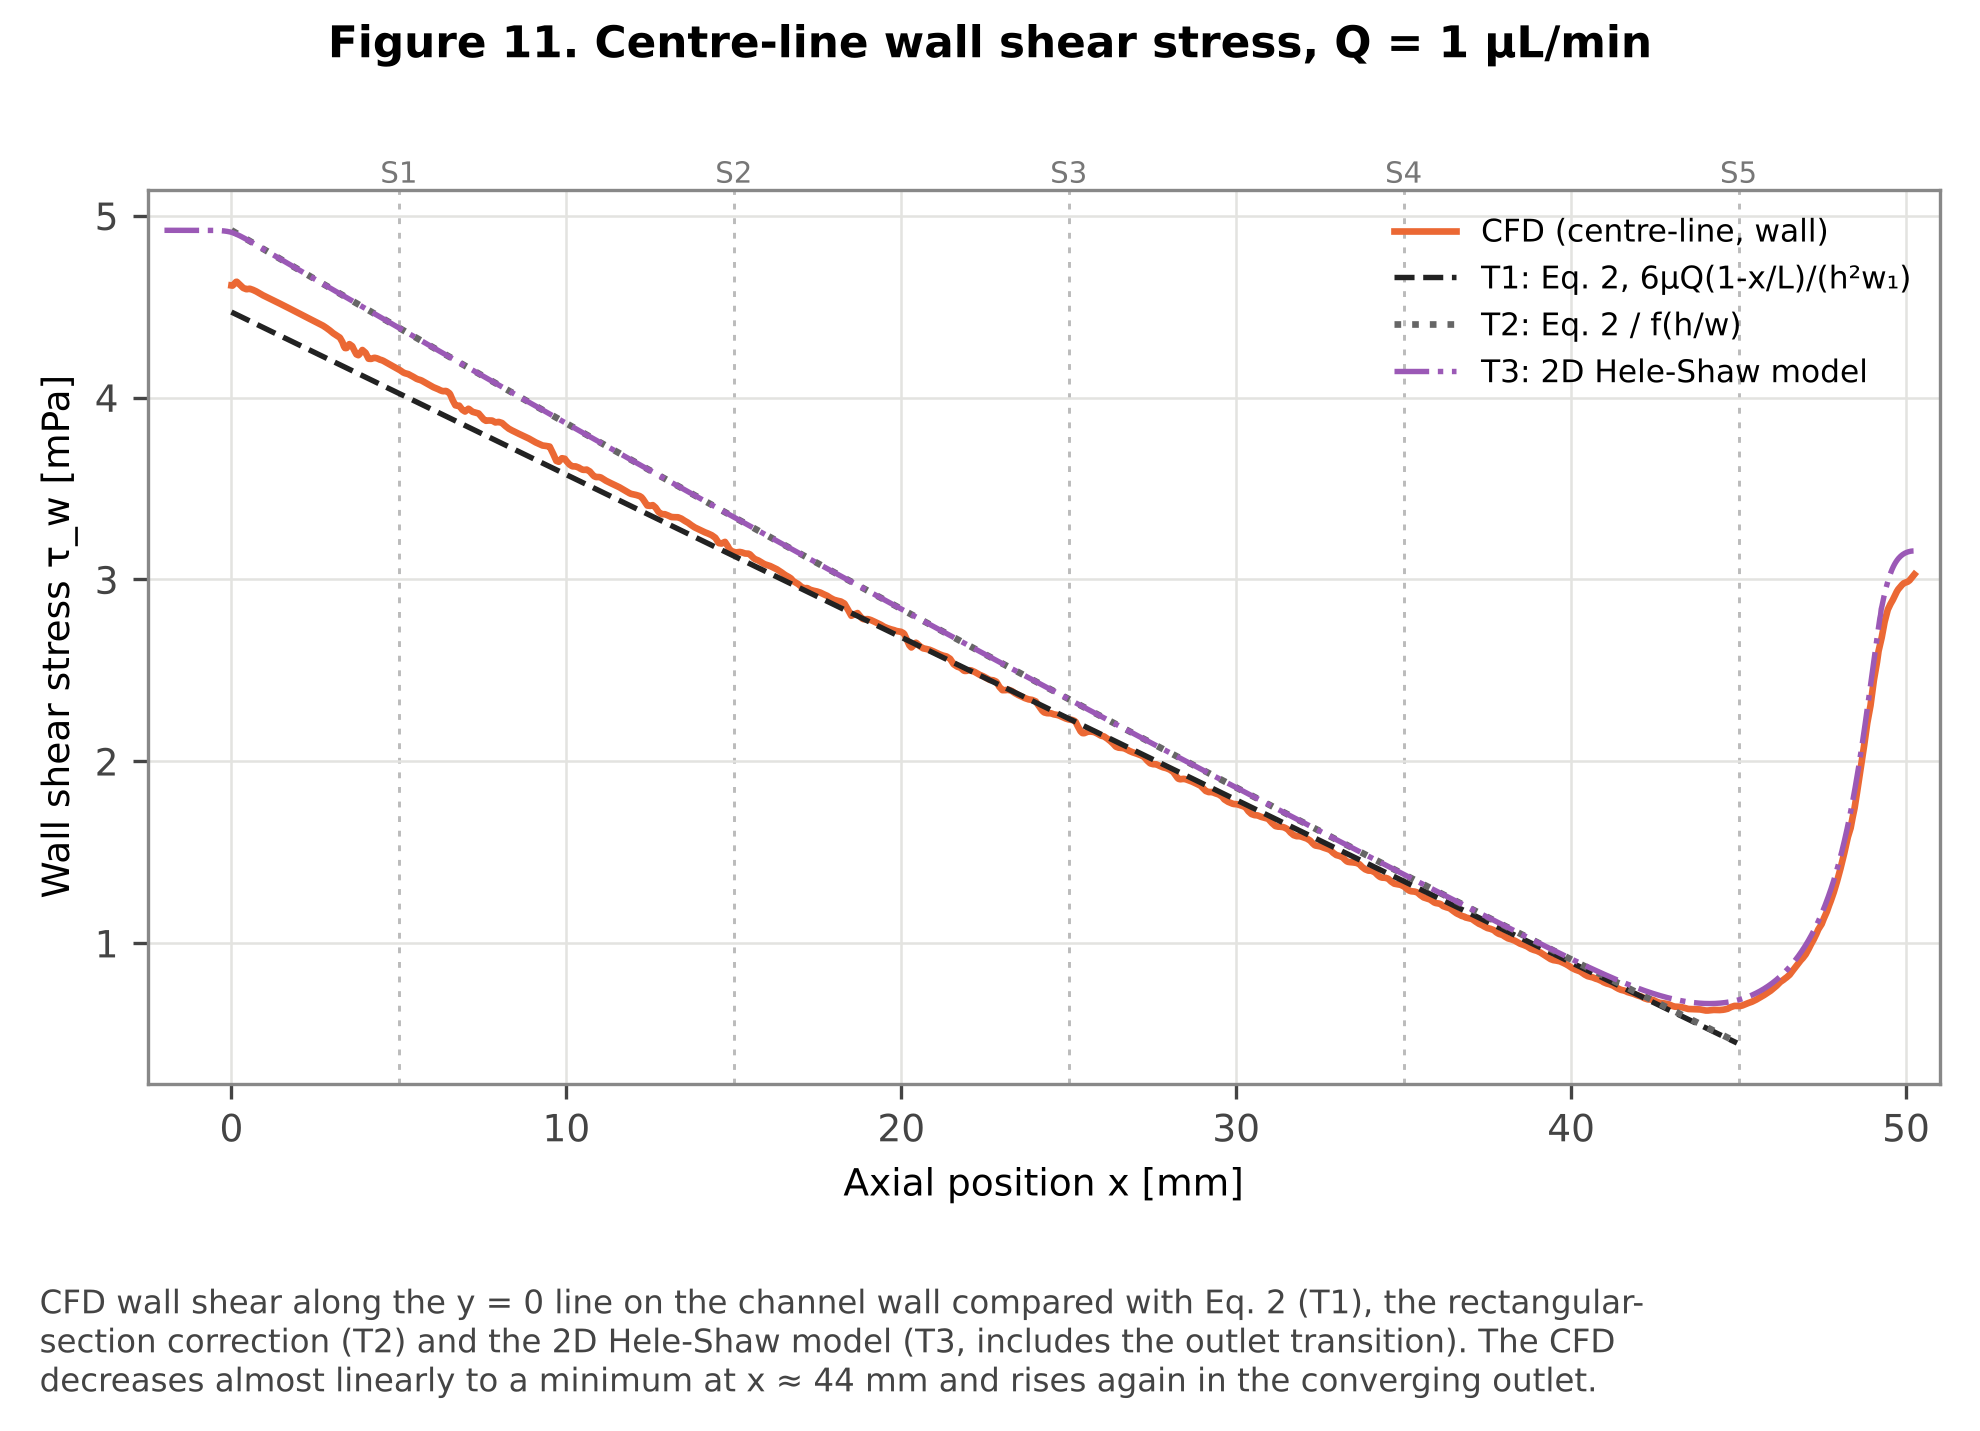 Figure 11. Centre-line wall shear stress, Q = 1 µL/min
S1 S2 S3 S4 S5
CFD (centre-line, wall)
T1: Eq. 2, 6µQ(1-x/L)/(h²w₁)
T2: Eq. 2 / f(h/w)
T3: 2D Hele-Shaw model
Wall shear stress τ_w [mPa]
5
4
3
2
1
0 10 20 30 40 50
Axial position x [mm]
CFD wall shear along the y = 0 line on the channel wall compared with Eq. 2 (T1), the rectangular-
section correction (T2) and the 2D Hele-Shaw model (T3, includes the outlet transition). The CFD
decreases almost linearly to a minimum at x ≈ 44 mm and rises again in the converging outlet.